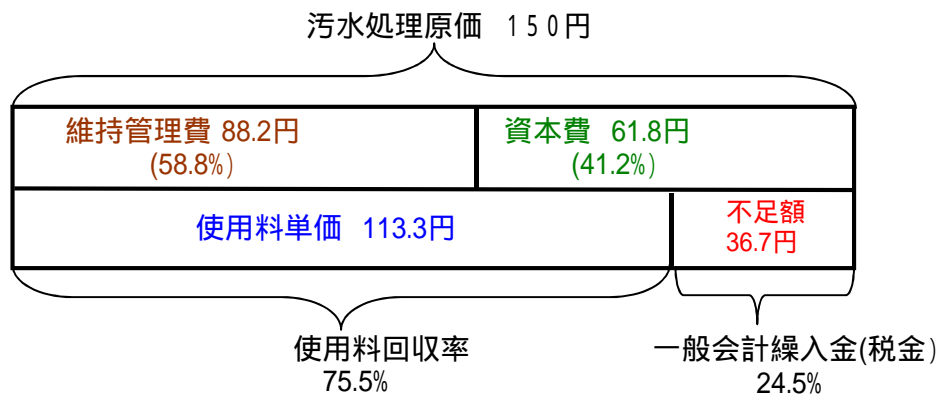 汚水処理原価 150円
維持管理費 88.2円
(58.8%)
資本費 61.8円
(41.2%)
使用料単価 113.3円
不足額
36.7円
使用料回収率
75.5%
一般会計繰入金(税金)
24.5%